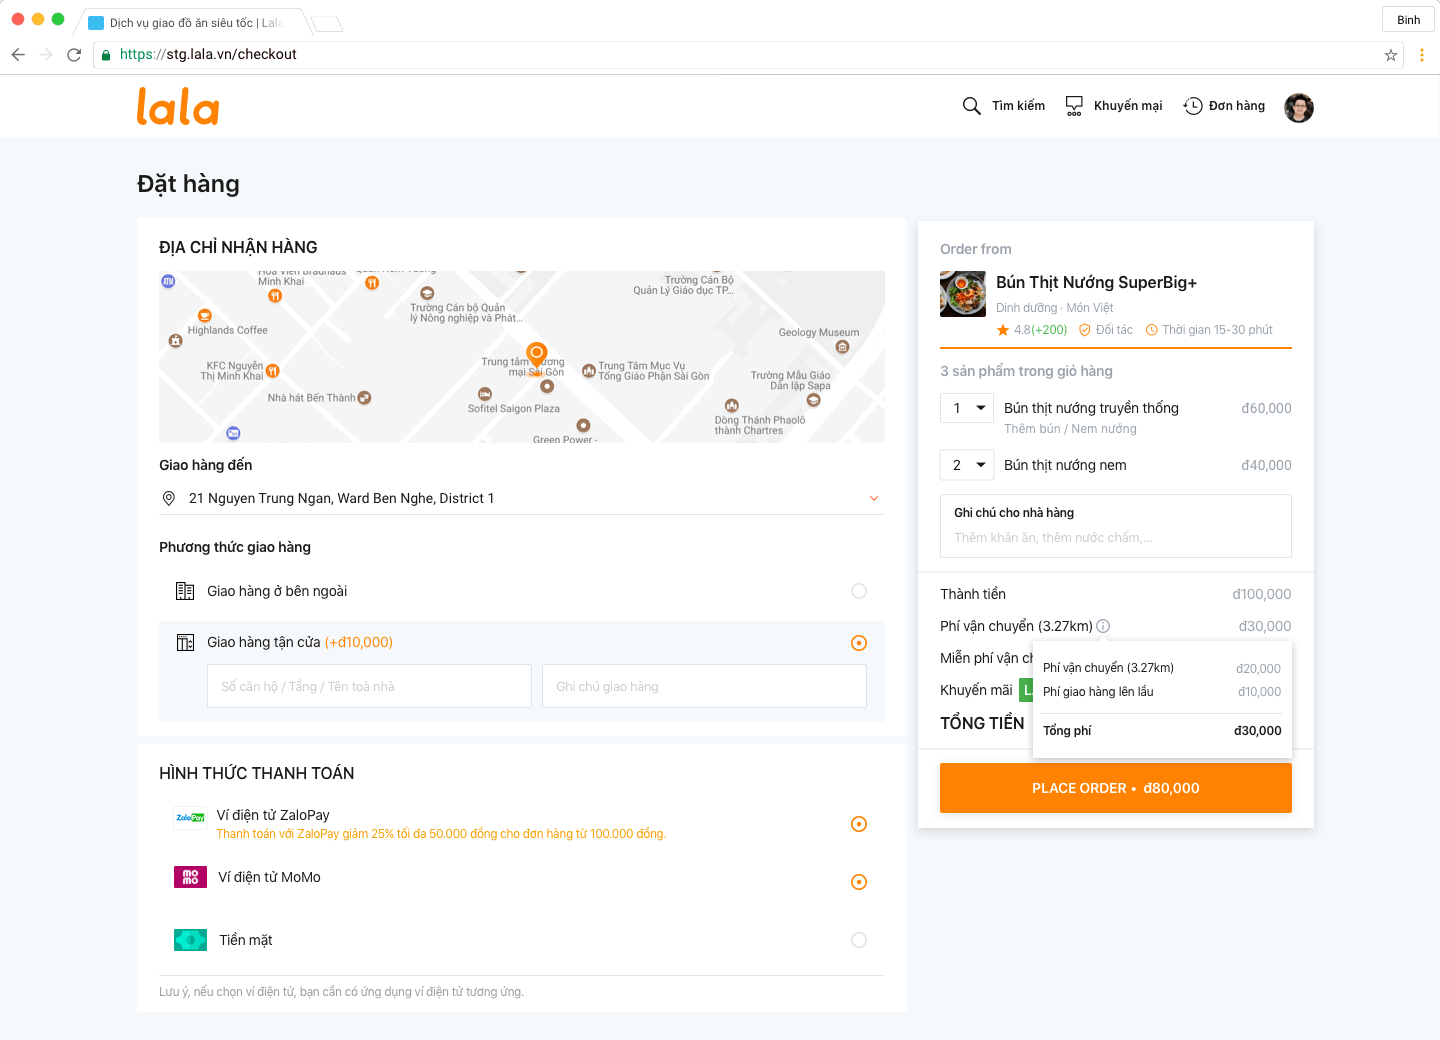 Dịch vụ giao đồ ăn siêu tốc | Lala
Binh
https://stg.lala.vn/checkout
lala
Tìm kiếm
Khuyến mại
Đơn hàng
Đặt hàng
ĐỊA CHỈ NHẬN HÀNG
ATM
Hoa Viên Brauhaus
Minh Khai
Highlands Coffee
KFC Nguyễn
Thị Minh Khai
Nhà hát Bến Thành
Trường Cán bộ Quản
lý Nông nghiệp và Phát...
Trung tâm Thương
mại Sài Gòn
Sofitel Saigon Plaza
Green Power -
Trung Tâm Mục Vụ
Tổng Giáo Phận Sài Gòn
Trường Cán Bộ
Quản Lý Giáo dục TP...
Geology Museum
Trường Mẫu Giáo
Dân lập Sapa
Dòng Thánh Phaolô
thành Chartres
Giao hàng đến
21 Nguyen Trung Ngan, Ward Ben Nghe, District 1
Phương thức giao hàng
Giao hàng ở bên ngoài
Giao hàng tận cửa (+đ10,000)
Số căn hộ / Tầng / Tên toà nhà
Ghi chú giao hàng
HÌNH THỨC THANH TOÁN
ZaloPay
Ví điện tử ZaloPay
Thanh toán với ZaloPay giảm 25% tối đa 50.000 đồng cho đơn hàng từ 100.000 đồng.
mo
mo
Ví điện tử MoMo
Tiền mặt
Lưu ý, nếu chọn ví điện tử, bạn cần có ứng dụng ví điện tử tương ứng.
Order from
Bún Thịt Nướng SuperBig+
Dinh dưỡng · Món Việt
4.8(+200) Đối tác Thời gian 15-30 phút
3 sản phẩm trong giỏ hàng
1 Bún thịt nướng truyền thống đ60,000
Thêm bún / Nem nướng
2 Bún thịt nướng nem đ40,000
Ghi chú cho nhà hàng
Thêm khăn ăn, thêm nước chấm,...
Thành tiền đ100,000
Phí vận chuyển (3.27km) đ30,000
Miễn phí vận
Khuyến mãi
TỔNG TIỀN
Phí vận chuyển (3.27km) đ20,000
Phí giao hàng lên lầu đ10,000
Tổng phí đ30,000
PLACE ORDER • đ80,000